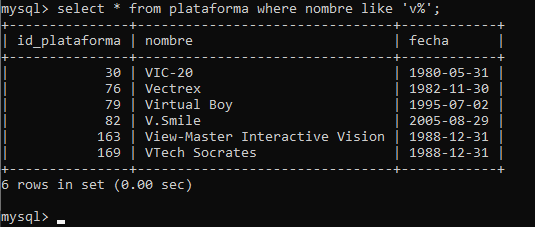 mysql> select * from plataforma where nombre like 'v%';
+---------------+--------------------------------+------------+
| id_plataforma | nombre                         | fecha      |
+---------------+--------------------------------+------------+
|            30 | VIC-20                         | 1980-05-31 |
|            76 | Vectrex                        | 1982-11-30 |
|            79 | Virtual Boy                    | 1995-07-02 |
|            82 | V.Smile                        | 2005-08-29 |
|           163 | View-Master Interactive Vision | 1988-12-31 |
|           169 | VTech Socrates                 | 1988-12-31 |
+---------------+--------------------------------+------------+
6 rows in set (0.00 sec)
mysql> _